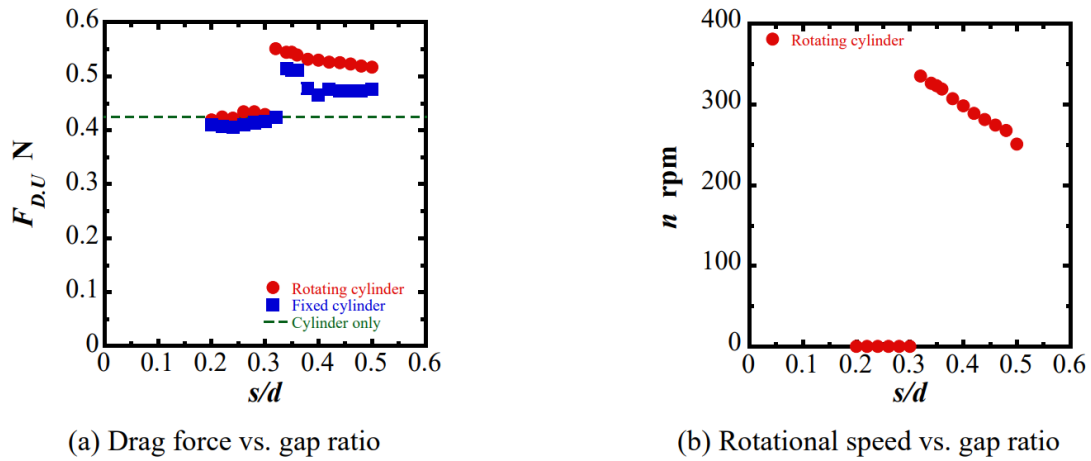 0.6
0.5
0.4
0.3
0.2
0.1
0
F_{D.U} N
Rotating cylinder
Fixed cylinder
Cylinder only
0 0.1 0.2 0.3 0.4 0.5 0.6
s/d
(a) Drag force vs. gap ratio
400
300
200
100
0
n rpm
Rotating cylinder
0 0.1 0.2 0.3 0.4 0.5 0.6
s/d
(b) Rotational speed vs. gap ratio